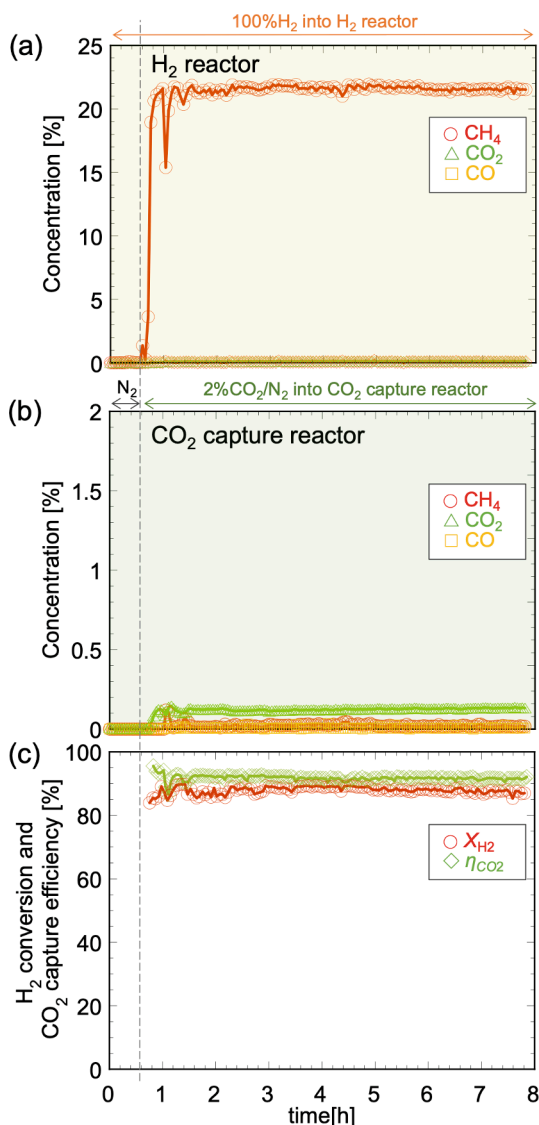 100%H₂ into H₂ reactor
(a)
25
20
15
10
5
0
Concentration [%]
H₂ reactor
CH₄
CO₂
CO
N₂
2%CO₂/N₂ into CO₂ capture reactor
(b)
2
1.5
1
0.5
0
Concentration [%]
CO₂ capture reactor
CH₄
CO₂
CO
(c)
100
80
60
40
20
0
H₂ conversion and
CO₂ capture efficiency [%]
X_H2
η_CO2
0 1 2 3 4 5 6 7 8
time[h]